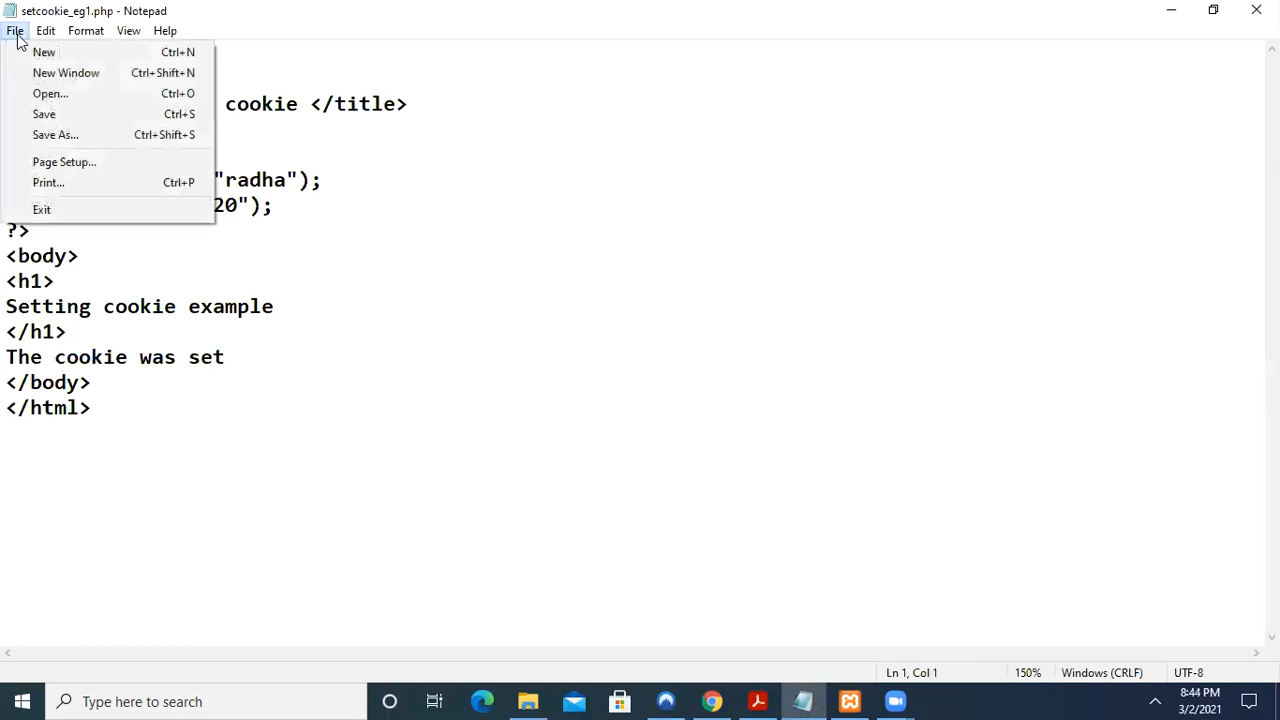 setcookie_eg1.php - Notepad
File Edit Format View Help
New Ctrl+N
New Window Ctrl+Shift+N
Open... Ctrl+O
cookie </title>
Save Ctrl+S
Save As... Ctrl+Shift+S
Page Setup...
"radha");
Print... Ctrl+P
20");
Exit
?>
<body>
<h1>
Setting cookie example
</h1>
The cookie was set
</body>
</html>
Ln 1, Col 1 150% Windows (CRLF) UTF-8
Type here to search
8:44 PM
3/2/2021